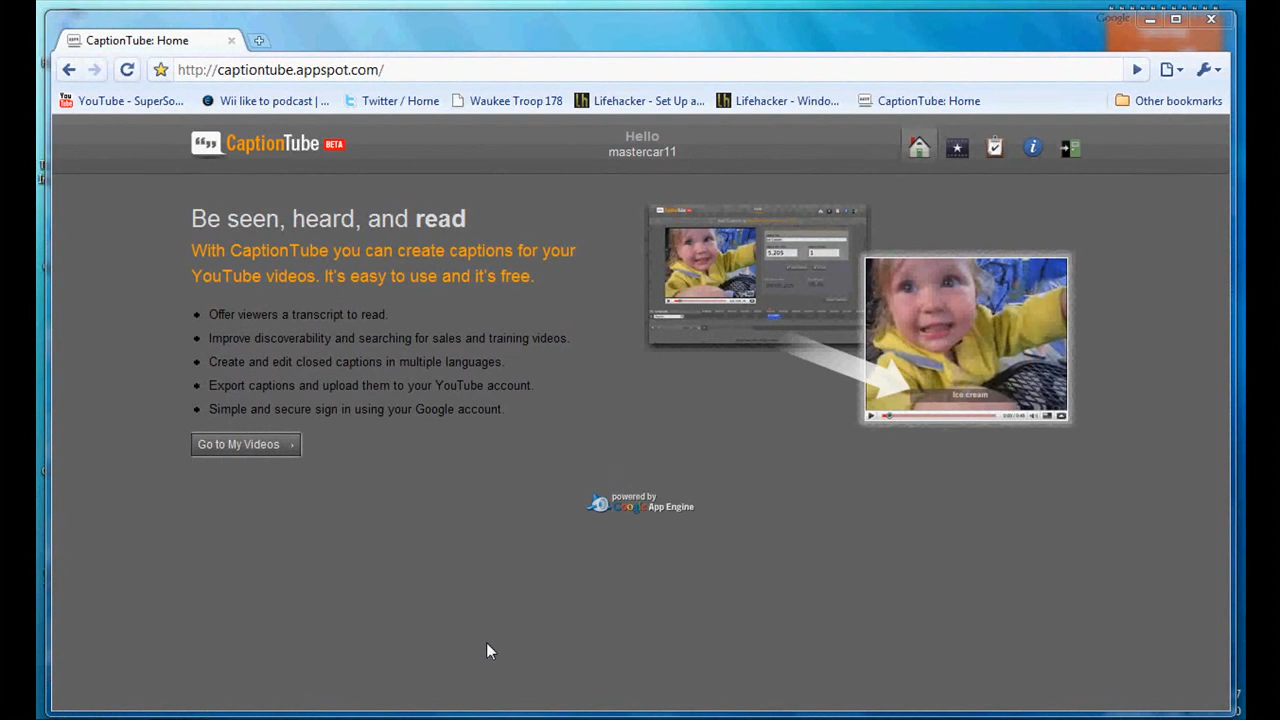 Google
CaptionTube: Home
http://captiontube.appspot.com/
YouTube - SuperSo...
Wii like to podcast | ...
Twitter / Home
Waukee Troop 178
Lifehacker - Set Up a...
Lifehacker - Windo...
CaptionTube: Home
Other bookmarks
CaptionTube BETA
Hello
mastercar11
Be seen, heard, and read
With CaptionTube you can create captions for your
YouTube videos. It's easy to use and it's free.
Offer viewers a transcript to read.
Improve discoverability and searching for sales and training videos.
Create and edit closed captions in multiple languages.
Export captions and upload them to your YouTube account.
Simple and secure sign in using your Google account.
Go to My Videos
Ice cream
powered by
Google App Engine